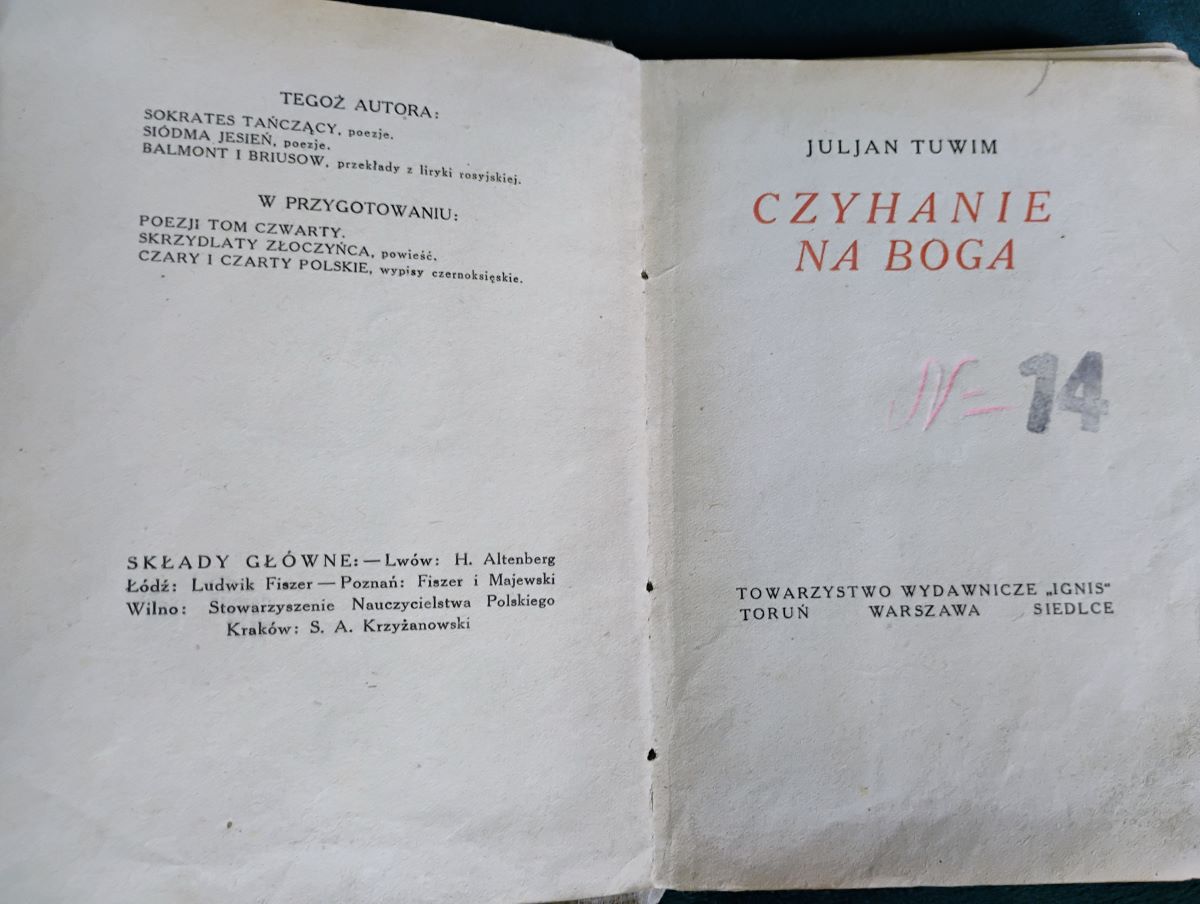 TEGOŻ AUTORA:
SOKRATES TAŃCZĄCY, poezje.
SIÓDMA JESIEŃ, poezje.
BALMONT I BRIUSOW, przekłady z liryki rosyjskiej.
W PRZYGOTOWANIU:
POEZJI TOM CZWARTY.
SKRZYDLATY ZŁOCZYŃCA, powieść.
CZARY I CZARTY POLSKIE, wypisy czernoksięskie.
SKŁADY GŁÓWNE: — Lwów: H. Altenberg
Łódź: Ludwik Fiszer — Poznań: Fiszer i Majewski
Wilno: Stowarzyszenie Nauczycielstwa Polskiego
Kraków: S. A. Krzyżanowski
JULJAN TUWIM
CZYHANIE
NA BOGA
N= 14
TOWARZYSTWO WYDAWNICZE „IGNIS“
TORUŃ WARSZAWA SIEDLCE